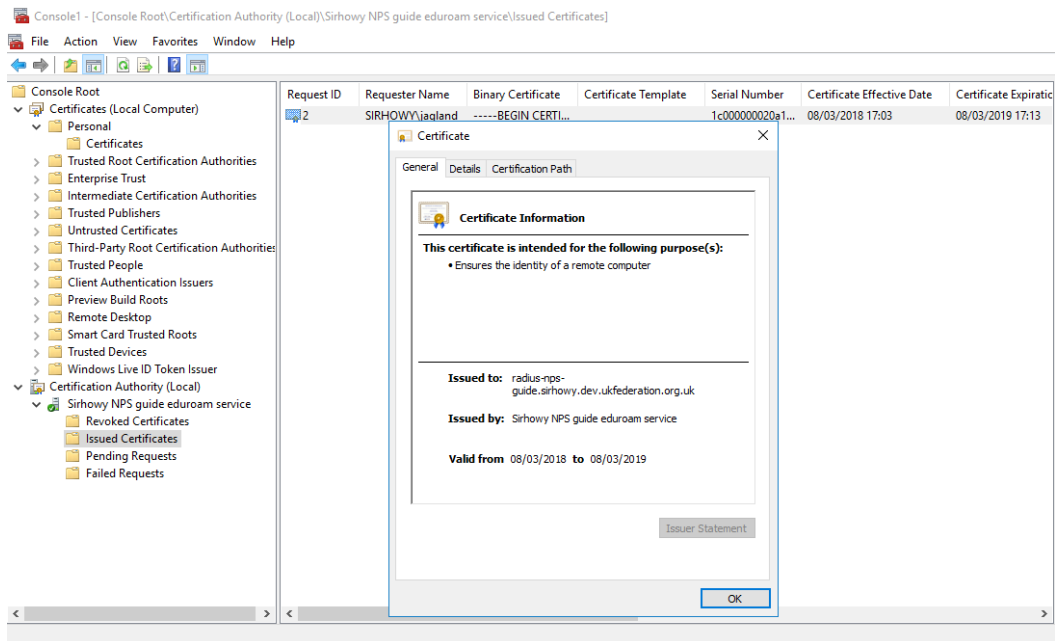 Console1 - [Console Root\Certification Authority (Local)\Sirhowy NPS guide eduroam service\Issued Certificates]
File Action View Favorites Window Help
Console Root
Certificates (Local Computer)
Personal
Certificates
Trusted Root Certification Authorities
Enterprise Trust
Intermediate Certification Authorities
Trusted Publishers
Untrusted Certificates
Third-Party Root Certification Authorities
Trusted People
Client Authentication Issuers
Preview Build Roots
Remote Desktop
Smart Card Trusted Roots
Trusted Devices
Windows Live ID Token Issuer
Certification Authority (Local)
Sirhowy NPS guide eduroam service
Revoked Certificates
Issued Certificates
Pending Requests
Failed Requests
Request ID Requester Name Binary Certificate Certificate Template Serial Number Certificate Effective Date Certificate Expiratic
2 SIRHOWY\jagland -----BEGIN CERTI... 1c000000020a1... 08/03/2018 17:03 08/03/2019 17:13
Certificate
General Details Certification Path
Certificate Information
This certificate is intended for the following purpose(s):
• Ensures the identity of a remote computer
Issued to: radius-nps-
guide.sirhowy.dev.ukfederation.org.uk
Issued by: Sirhowy NPS guide eduroam service
Valid from 08/03/2018 to 08/03/2019
Issuer Statement
OK